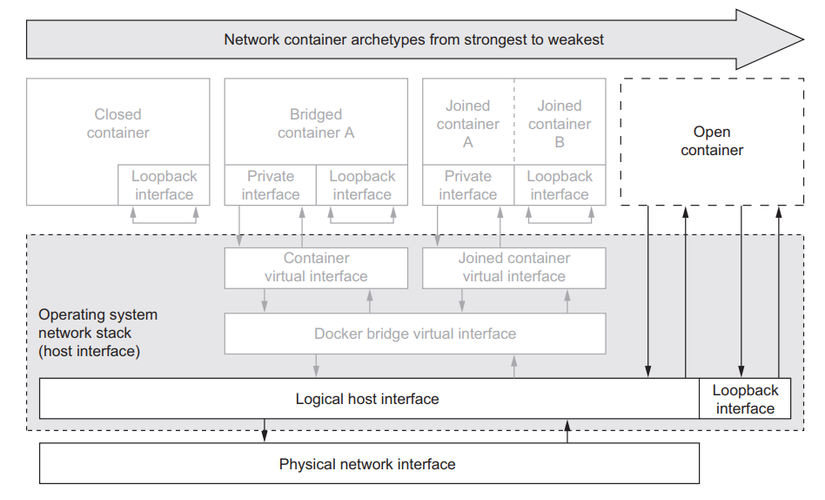 Network container archetypes from strongest to weakest
Closed
container
Loopback
interface
Bridged
container A
Private
interface
Loopback
interface
Joined
container
A
Joined
container
B
Private
interface
Loopback
interface
Open
container
Operating system
network stack
(host interface)
Container
virtual interface
Joined container
virtual interface
Docker bridge virtual interface
Logical host interface
Loopback
interface
Physical network interface